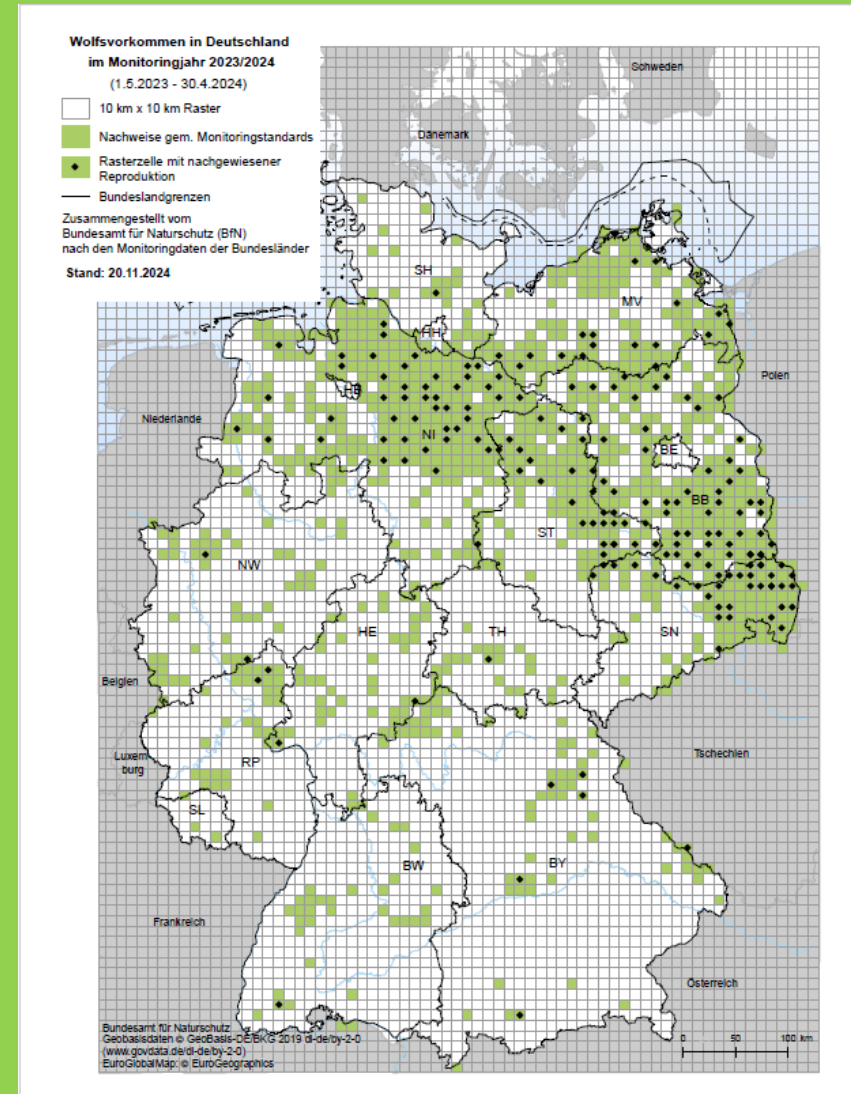 Wolfsvorkommen in Deutschland
im Monitoringjahr 2023/2024
(1.5.2023 - 30.4.2024)
10 km x 10 km Raster
Nachweise gem. Monitoringstandards
Rasterzelle mit nachgewiesener
Reproduktion
Bundeslandgrenzen
Zusammengestellt vom
Bundesamt für Naturschutz (BfN)
nach den Monitoringdaten der Bundesländer
Stand: 20.11.2024
Schweden
Dänemark
SH
MV
HH
Polen
HB
Niederlande
NI
BE
BB
ST
NW
HE
TH
SN
Belgien
Luxem
burg
RP
Tschechien
SL
BW
BY
Frankreich
Österreich
Bundesamt für Naturschutz
Geobasisdaten © GeoBasis-DE/BKG 2019 dl-de/by-2-0
(www.govdata.de/dl-de/by-2-0)
EuroGlobalMap: © EuroGeographics
0 50 100 km